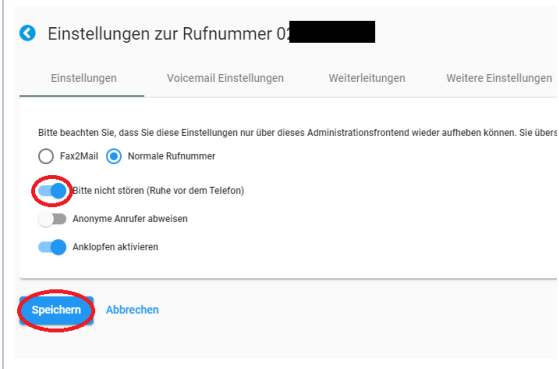 Einstellungen zur Rufnummer 02
Einstellungen Voicemail Einstellungen Weiterleitungen Weitere Einstellungen
Bitte beachten Sie, dass Sie diese Einstellungen nur über dieses Administrationsfrontend wieder aufheben können. Sie übers
Fax2Mail Normale Rufnummer
Bitte nicht stören (Ruhe vor dem Telefon)
Anonyme Anrufer abweisen
Anklopfen aktivieren
Speichern Abbrechen